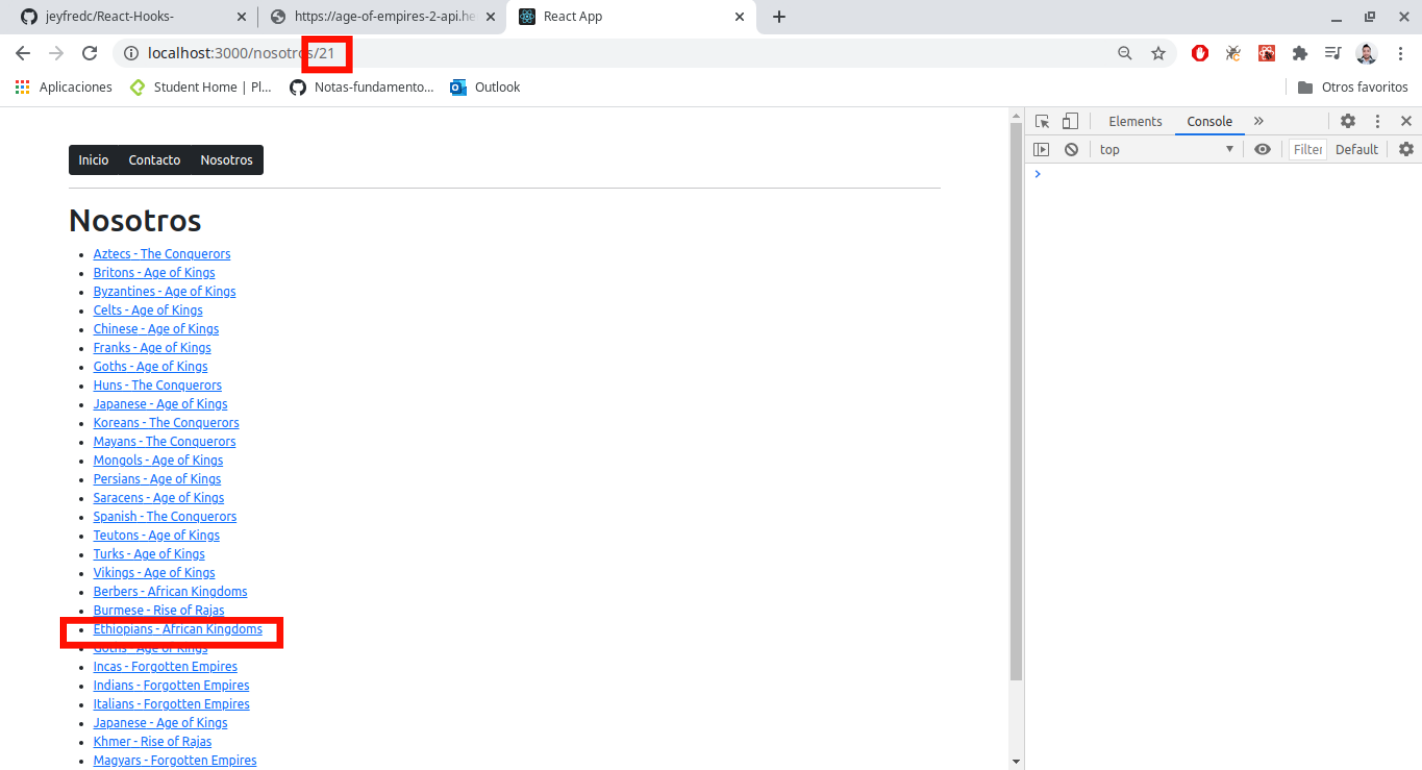 jeyfredc/React-Hooks-
https://age-of-empires-2-api.he
React App
localhost:3000/nosotros/21
Aplicaciones
Student Home | Pl...
Notas-fundamento...
Outlook
Otros favoritos
Elements
Console
top
Filter
Default
Inicio
Contacto
Nosotros
Nosotros
Aztecs - The Conquerors
Britons - Age of Kings
Byzantines - Age of Kings
Celts - Age of Kings
Chinese - Age of Kings
Franks - Age of Kings
Goths - Age of Kings
Huns - The Conquerors
Japanese - Age of Kings
Koreans - The Conquerors
Mayans - The Conquerors
Mongols - Age of Kings
Persians - Age of Kings
Saracens - Age of Kings
Spanish - The Conquerors
Teutons - Age of Kings
Turks - Age of Kings
Vikings - Age of Kings
Berbers - African Kingdoms
Burmese - Rise of Rajas
Ethiopians - African Kingdoms
Goths - Age of Kings
Incas - Forgotten Empires
Indians - Forgotten Empires
Italians - Forgotten Empires
Japanese - Age of Kings
Khmer - Rise of Rajas
Magyars - Forgotten Empires